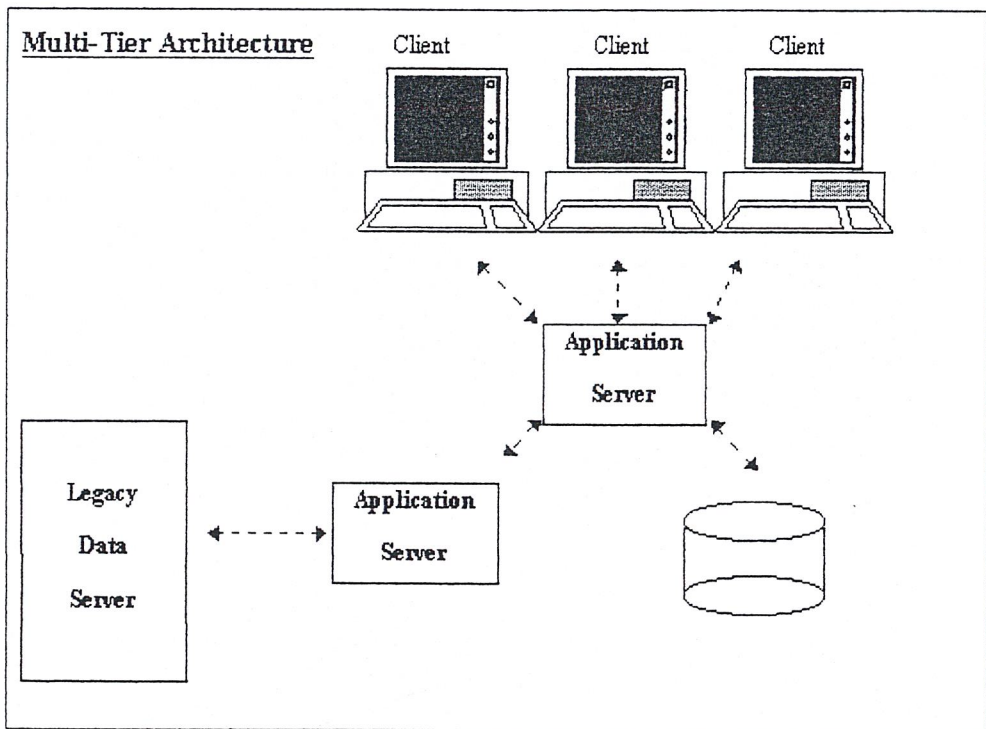 Multi-Tier Architecture
Client
Client
Client
Application
Server
Application
Server
Legacy
Data
Server